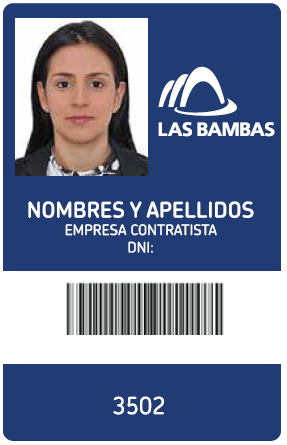 LAS BAMBAS
NOMBRES Y APELLIDOS
EMPRESA CONTRATISTA
DNI:
3502